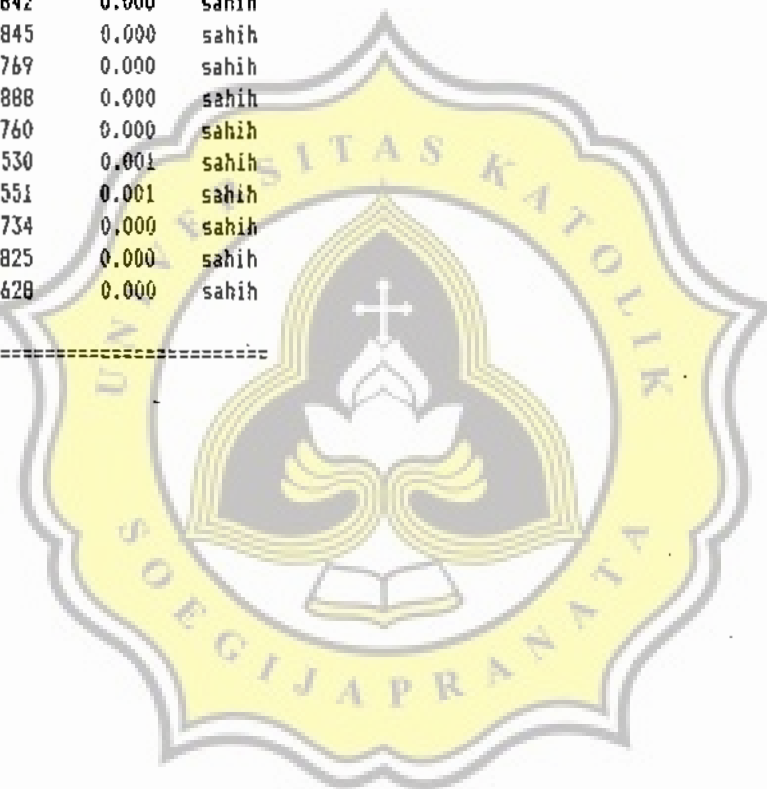 642 0.000 sahih
845 0.000 sahih
769 0.000 sahih
888 0.000 sahih
760 0.000 sahih
530 0.001 sahih
551 0.001 sahih
734 0.000 sahih
825 0.000 sahih
628 0.000 sahih
==========================
UNIVERSITAS KATOLIK
SOEGIJAPRANATA